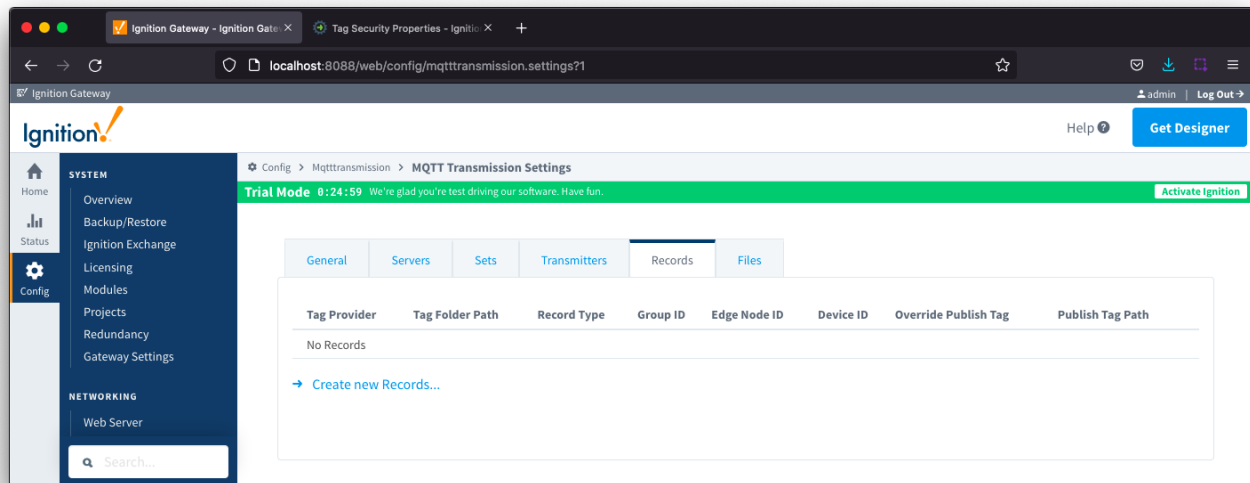 Ignition Gateway - Ignition Gate
Tag Security Properties - Ignitio
localhost:8088/web/config/mqtttransmission.settings?1
Ignition Gateway
admin | Log Out
Ignition!
Help
Get Designer
Home
Status
Config
SYSTEM
Overview
Backup/Restore
Ignition Exchange
Licensing
Modules
Projects
Redundancy
Gateway Settings
NETWORKING
Web Server
Search...
Config > Mqtttransmission > MQTT Transmission Settings
Trial Mode 0:24:59 We're glad you're test driving our software. Have fun. Activate Ignition
General Servers Sets Transmitters Records Files
Tag Provider Tag Folder Path Record Type Group ID Edge Node ID Device ID Override Publish Tag Publish Tag Path
No Records
Create new Records...